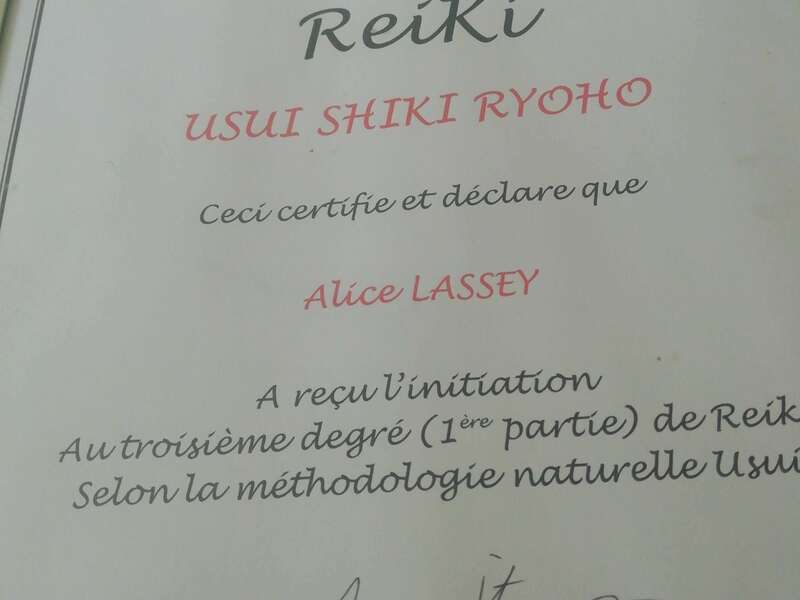 Reiki
USUI SHIKI RYOHO
Ceci certifie et déclare que
Alice LASSEY
A reçu l'initiation
Au troisième degré (1ère partie) de Reik
Selon la méthodologie naturelle Usui